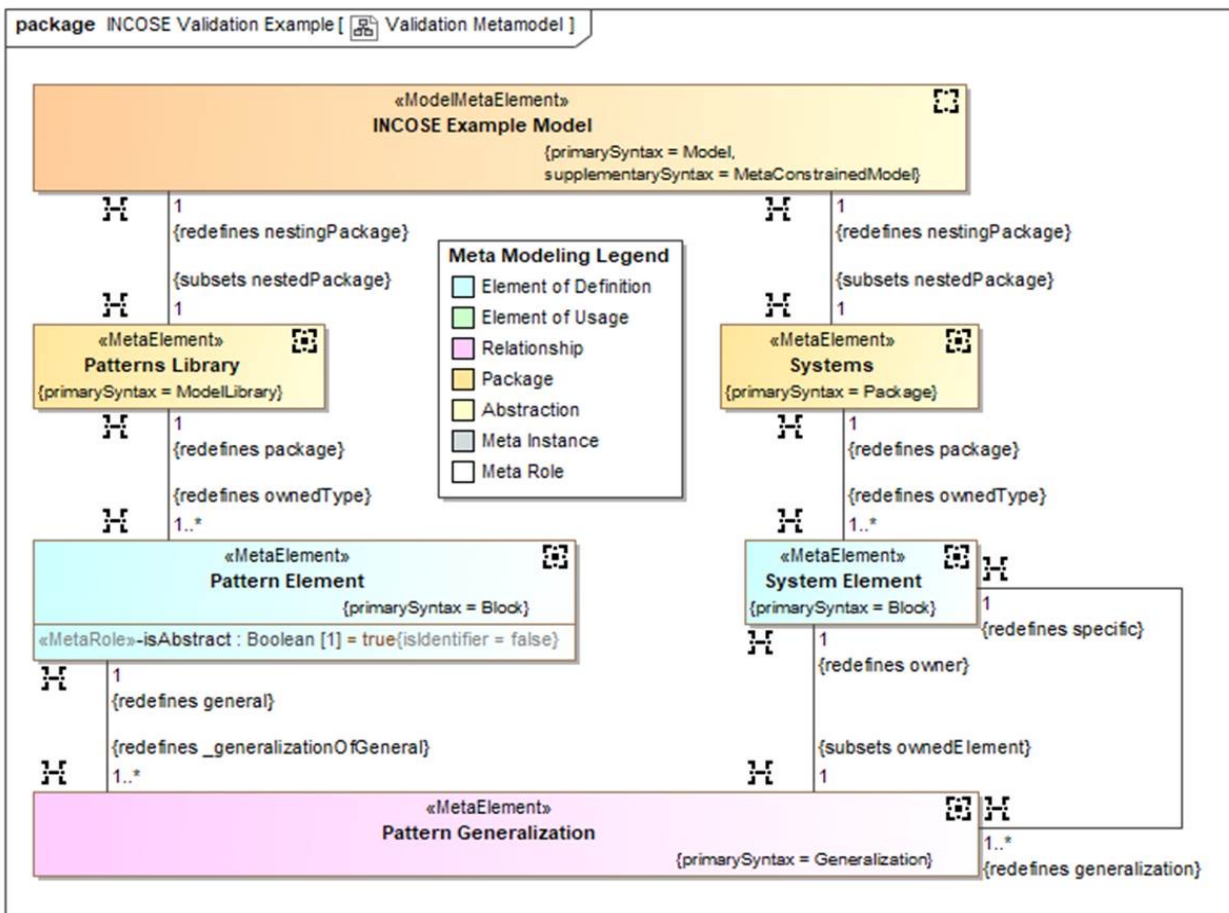 package INCOSE Validation Example [ Validation Metamodel ]
«ModelMetaElement»
INCOSE Example Model
{primarySyntax = Model,
supplementarySyntax = MetaConstrainedModel}
1
{redefines nestingPackage}
{subsets nestedPackage}
1
1
{redefines nestingPackage}
{subsets nestedPackage}
1
Meta Modeling Legend
Element of Definition
Element of Usage
Relationship
Package
Abstraction
Meta Instance
Meta Role
«MetaElement»
Patterns Library
{primarySyntax = ModelLibrary}
«MetaElement»
Systems
{primarySyntax = Package}
1
{redefines package}
{redefines ownedType}
1..*
1
{redefines package}
{redefines ownedType}
1..*
«MetaElement»
Pattern Element
{primarySyntax = Block}
«MetaRole»-isAbstract : Boolean [1] = true{isIdentifier = false}
«MetaElement»
System Element
{primarySyntax = Block}
1
{redefines specific}
1
{redefines general}
{redefines _generalizationOfGeneral}
1..*
1
{redefines owner}
{subsets ownedElement}
1
«MetaElement»
Pattern Generalization
{primarySyntax = Generalization}
1..*
{redefines generalization}